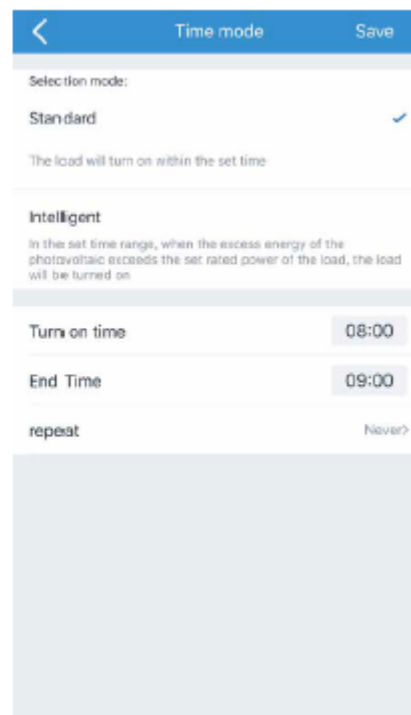 Time mode Save
Selection mode:
Standard
The load will turn on within the set time
Intelligent
In the set time range, when the excess energy of the
photovoltaic exceeds the set rated power of the load, the load
will be turned on
Turn on time 08:00
End Time 09:00
repeat Never>